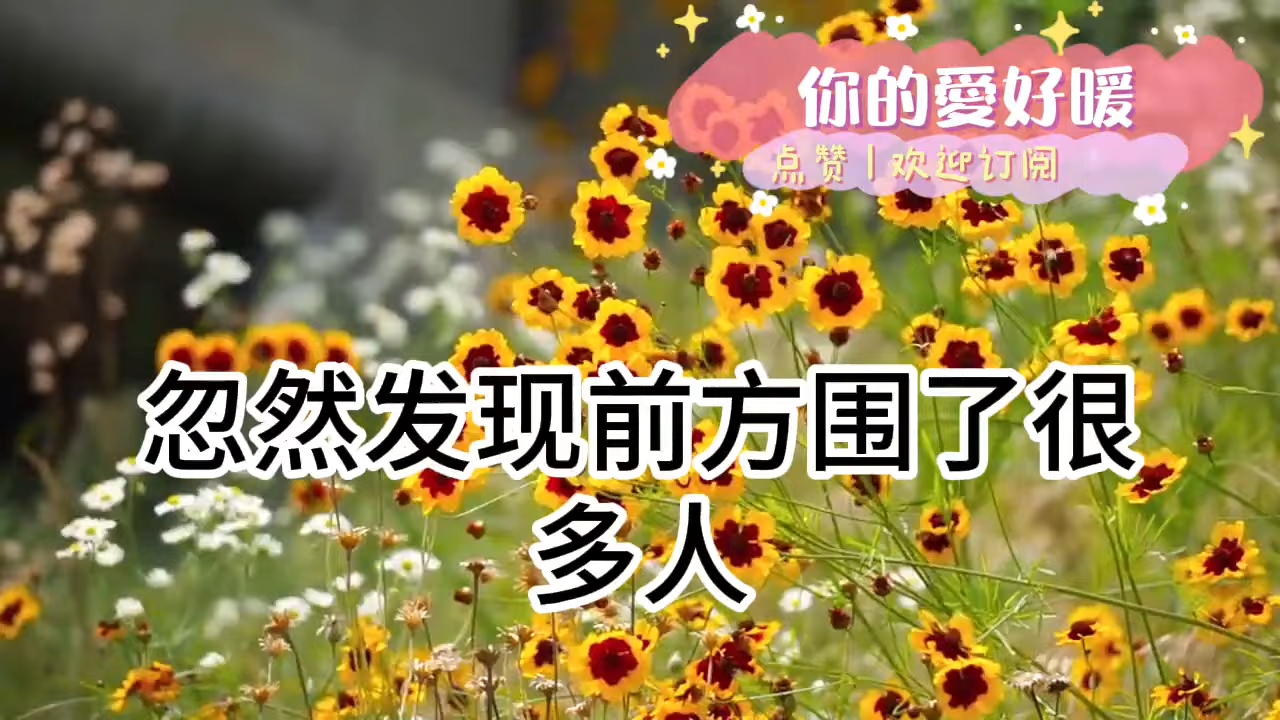 你的愛好暖
点赞 | 欢迎订阅
忽然发现前方围了很
多人